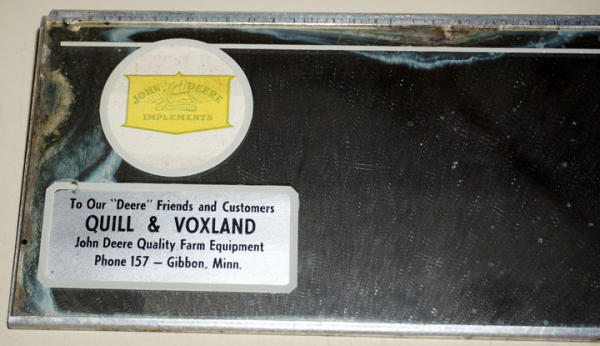 JOHN DEERE
IMPLEMENTS
To Our "Deere" Friends and Customers
QUILL & VOXLAND
John Deere Quality Farm Equipment
Phone 157 — Gibbon, Minn.